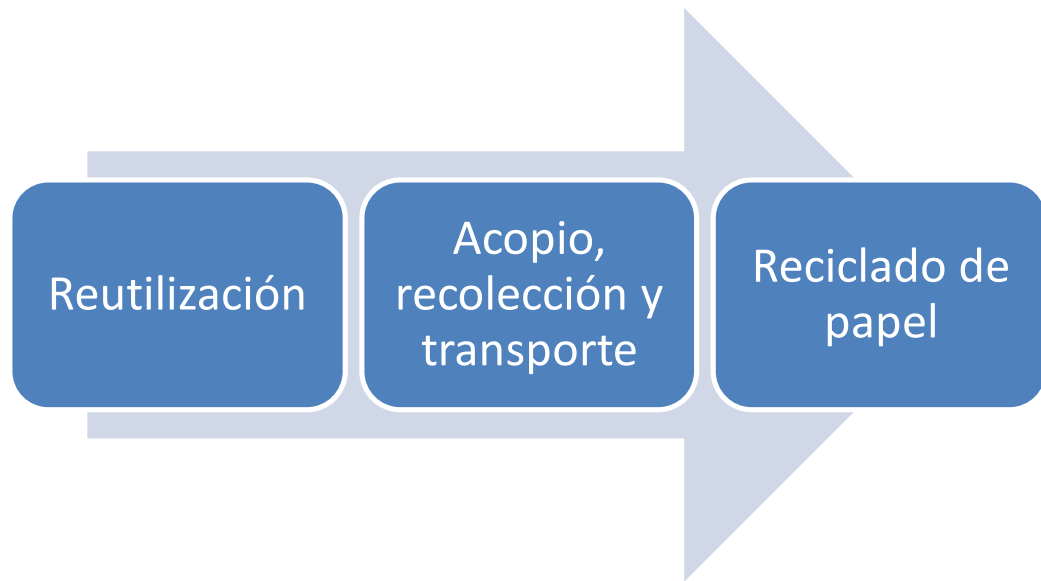 Reutilización
Acopio,
recolección y
transporte
Reciclado de
papel